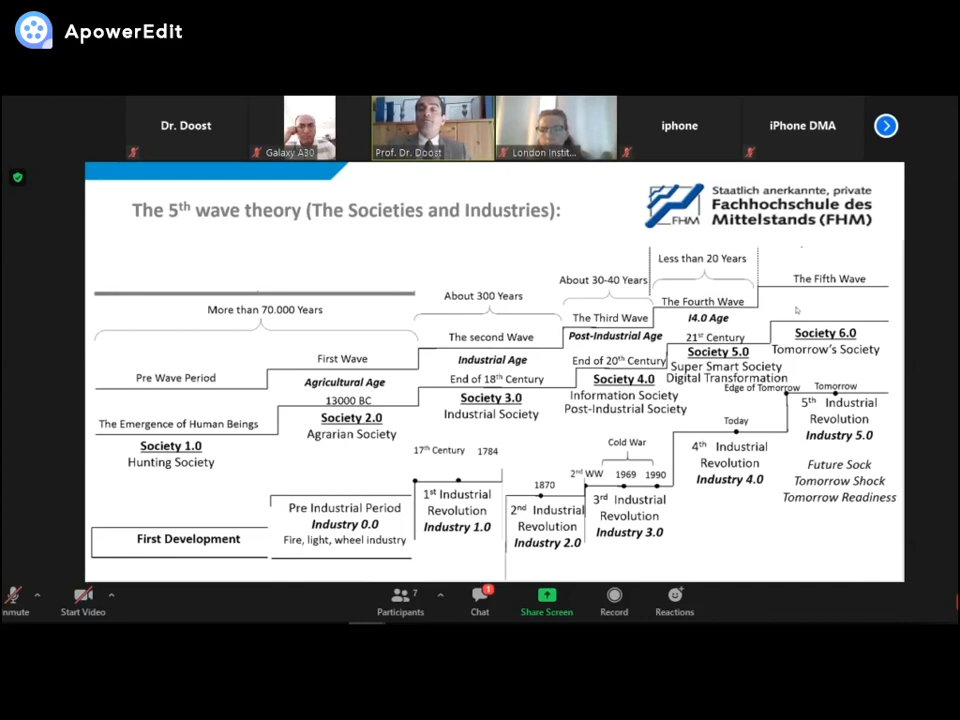 ApowerEdit
Dr. Doost
Galaxy A30
Prof. Dr. Doost
London Instit...
iphone
iPhone DMA
The 5th wave theory (The Societies and Industries):
FHM
Staatlich anerkannte, private
Fachhochschule des
Mittelstands (FHM)
Less than 20 Years
The Fifth Wave
About 30-40 Years
About 300 Years
More than 70.000 Years
The Fourth Wave
I4.0 Age
The Third Wave
Post-Industrial Age
The second Wave
Industrial Age
First Wave
Agricultural Age
Pre Wave Period
21st Century
Society 5.0
Super Smart Society
Digital Transformation
Society 6.0
Tomorrow's Society
End of 20th Century
Society 4.0
Information Society
Post-Industrial Society
End of 18th Century
Society 3.0
Industrial Society
13000 BC
Society 2.0
Agrarian Society
The Emergence of Human Beings
Society 1.0
Hunting Society
Edge of Tomorrow
Tomorrow
5th Industrial
Revolution
Industry 5.0
Future Sock
Tomorrow Shock
Tomorrow Readiness
Today
4th Industrial
Revolution
Industry 4.0
Cold War
2nd WW
1969
1990
3rd Industrial
Revolution
Industry 3.0
1870
2nd Industrial
Revolution
Industry 2.0
17th Century
1784
1st Industrial
Revolution
Industry 1.0
Pre Industrial Period
Industry 0.0
Fire, light, wheel industry
First Development
nmute
Start Video
7
Participants
1
Chat
Share Screen
Record
Reactions